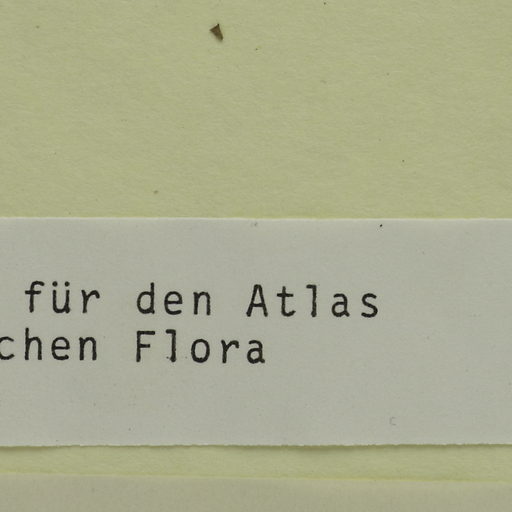 für den Atlas
chen Flora